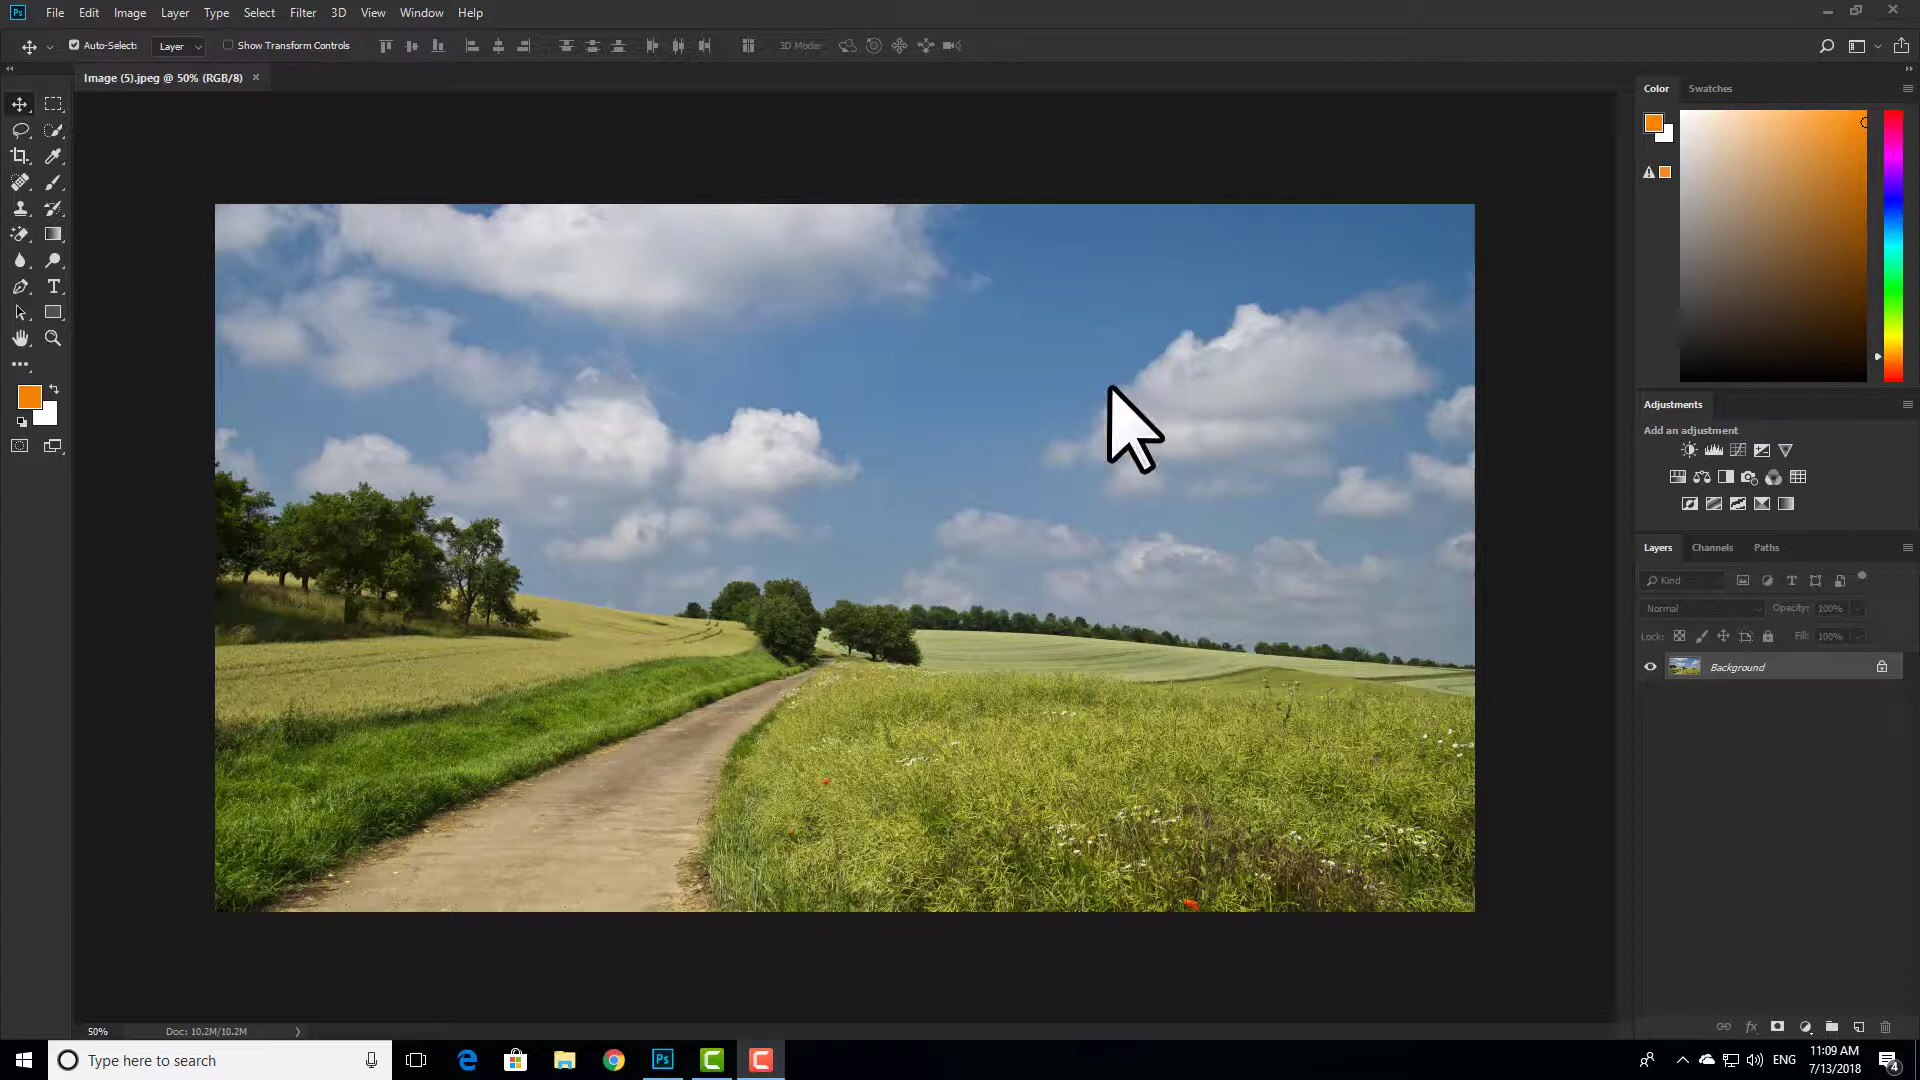 Ps File Edit Image Layer Type Select Filter 3D View Window Help
Auto-Select: Layer Show Transform Controls 3D Mode:
Image (5).jpeg @ 50% (RGB/8)
Color Swatches
Adjustments
Add an adjustment
Layers Channels Paths
Kind
Normal Opacity: 100%
Lock: Fill: 100%
Background
50% Doc: 10.2M/10.2M
Type here to search
Ps
ENG
11:09 AM
7/13/2018
4